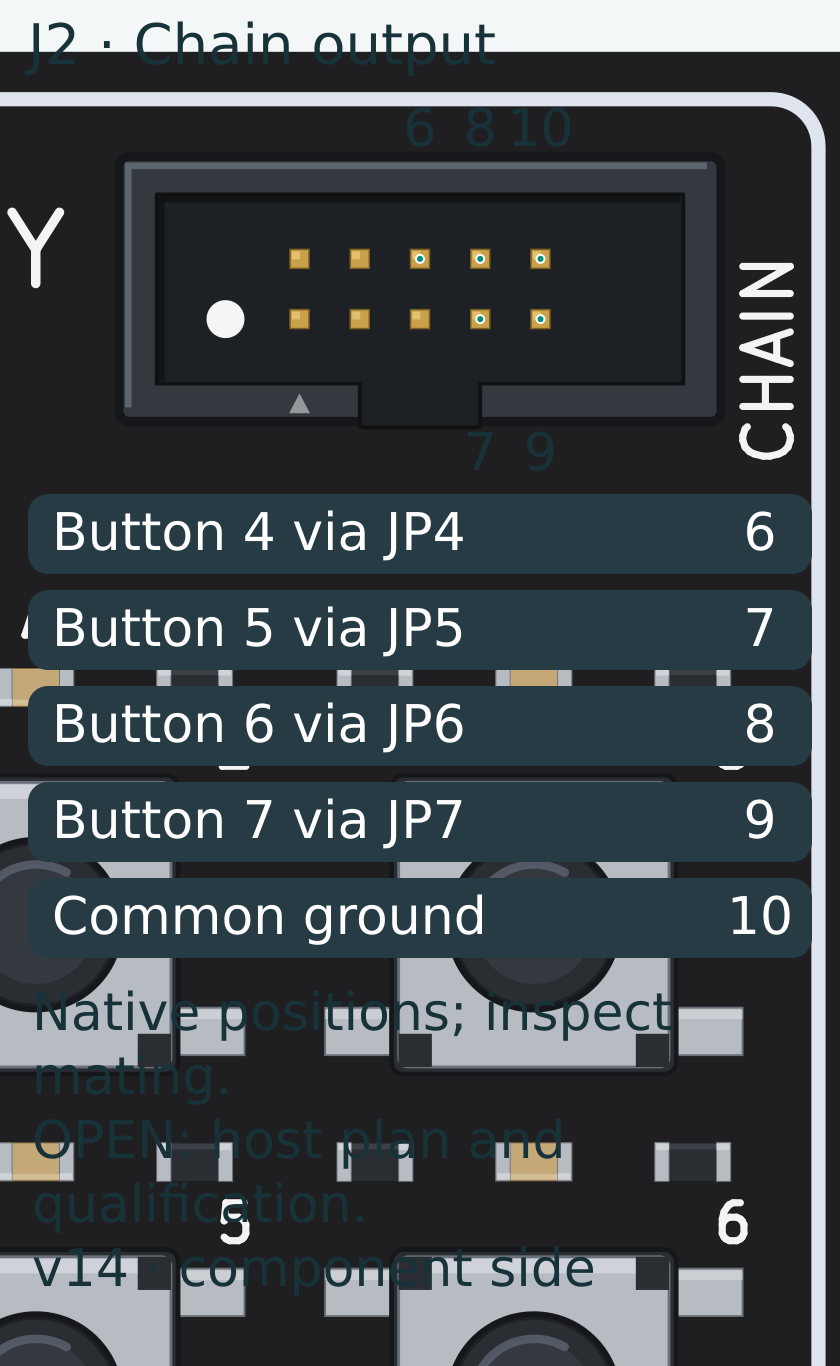 J2 · Chain output
6 8 10
Y
CHAIN
7 9
Button 4 via JP4 6
Button 5 via JP5 7
Button 6 via JP6 8
Button 7 via JP7 9
Common ground 10
Native positions; inspect
mating.
OPEN: host plan and
qualification.
5 6
v14 · component side